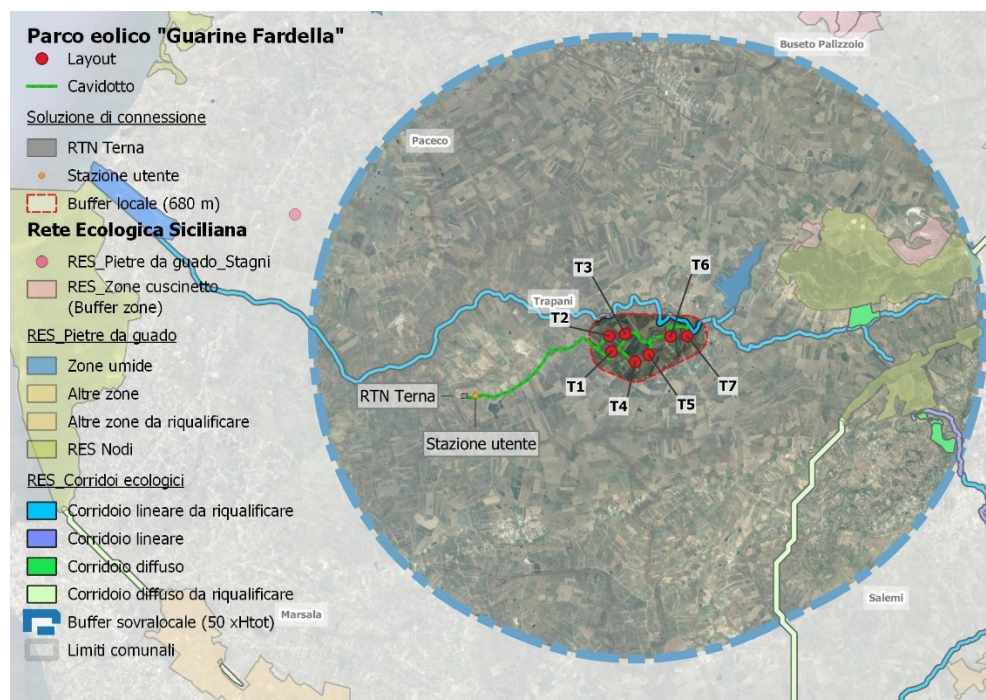 Parco eolico "Guarine Fardella"
Layout
Cavidotto
Soluzione di connessione
RTN Terna
Stazione utente
Buffer locale (680 m)
Rete Ecologica Siciliana
RES_Pietre da guado_Stagni
RES_Zone cuscinetto
(Buffer zone)
RES_Pietre da guado
Zone umide
Altre zone
Altre zone da riqualificare
RES Nodi
RES_Corridoi ecologici
Corridoio lineare da riqualificare
Corridoio lineare
Corridoio diffuso
Corridoio diffuso da riqualificare
Buffer sovralocale (50 xHtot)
Limiti comunali
Buseto Palizzolo
Paceco
Trapani
T3
T6
T2
T1
T4
T5
T7
RTN Terna
Stazione utente
Salemi
Marsala